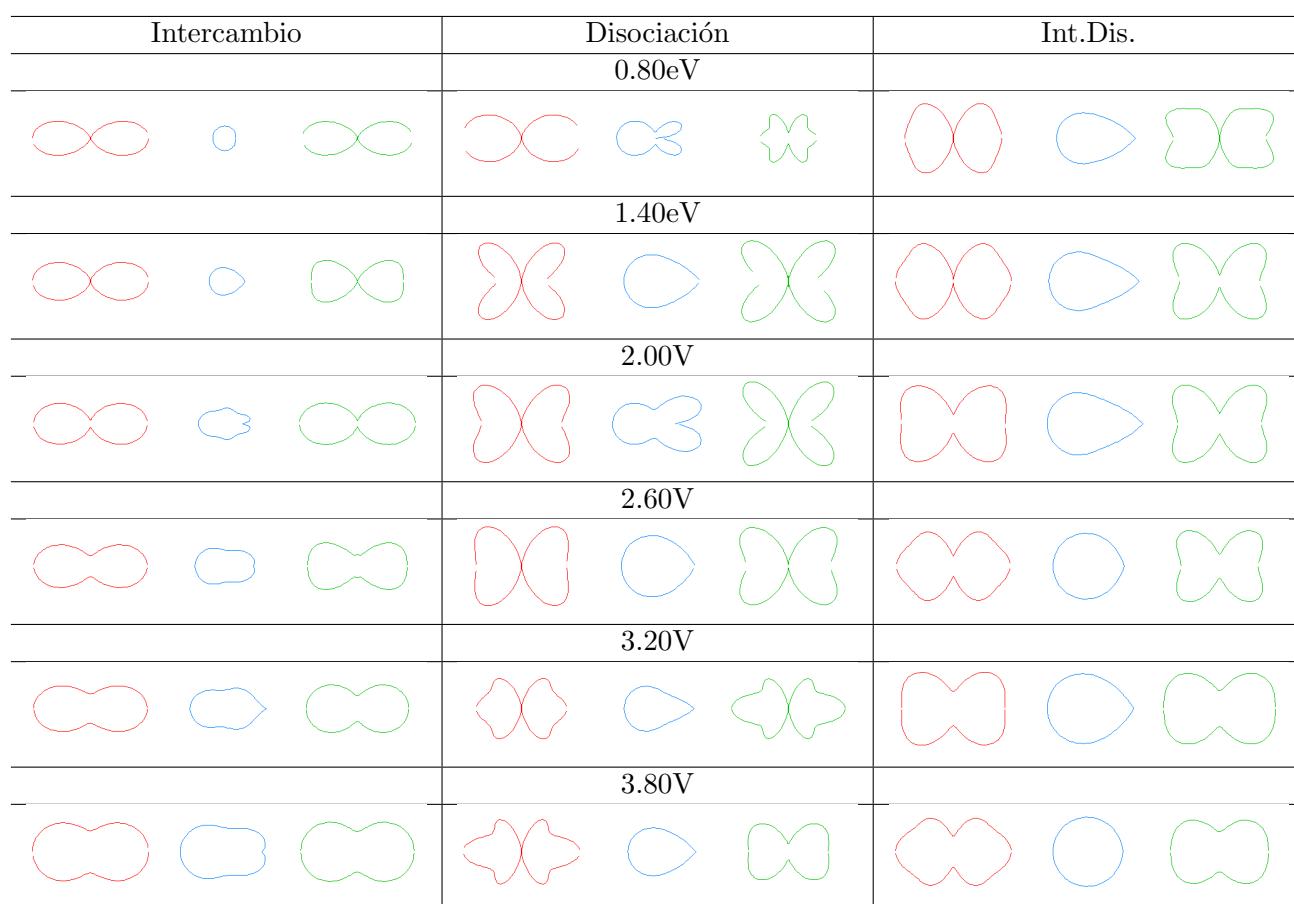 Intercambio Disociación Int.Dis.
0.80eV
1.40eV
2.00V
2.60V
3.20V
3.80V